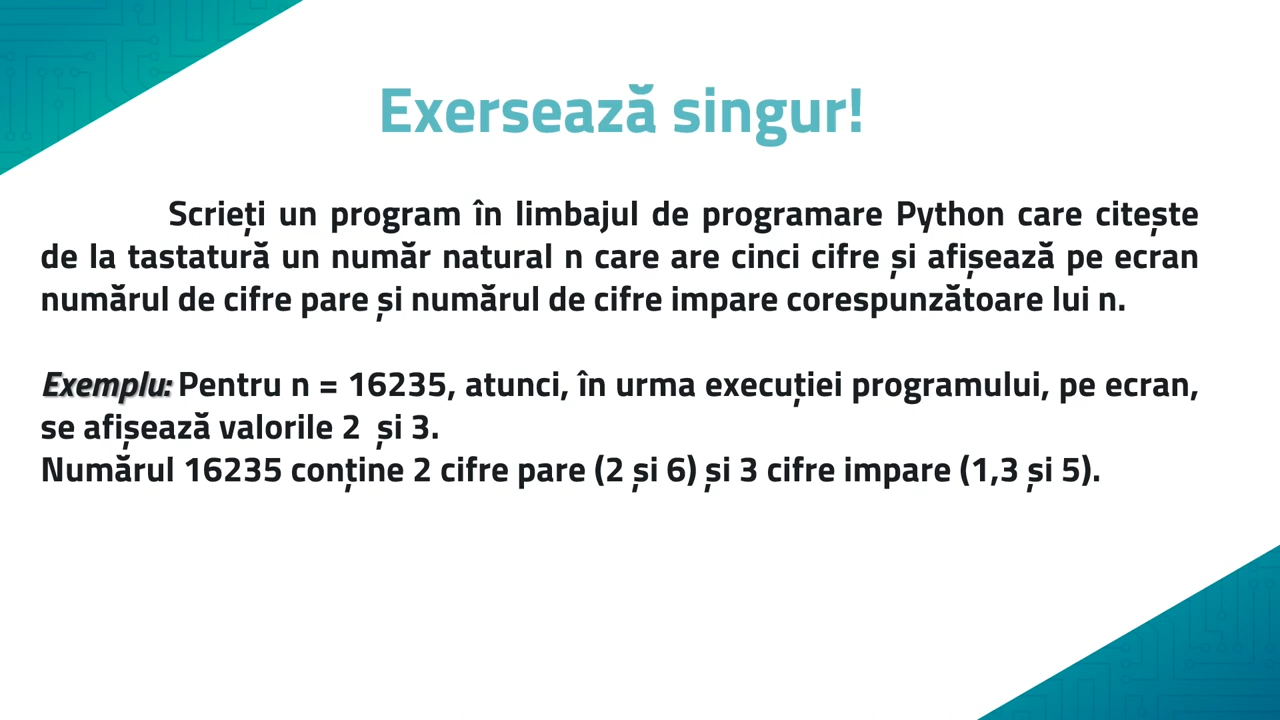 Exersează singur!
Scrieți un program în limbajul de programare Python care citește
de la tastatură un număr natural n care are cinci cifre și afișează pe ecran
numărul de cifre pare și numărul de cifre impare corespunzătoare lui n.
Exemplu: Pentru n = 16235, atunci, în urma execuției programului, pe ecran,
se afișează valorile 2 și 3.
Numărul 16235 conține 2 cifre pare (2 și 6) și 3 cifre impare (1,3 și 5).